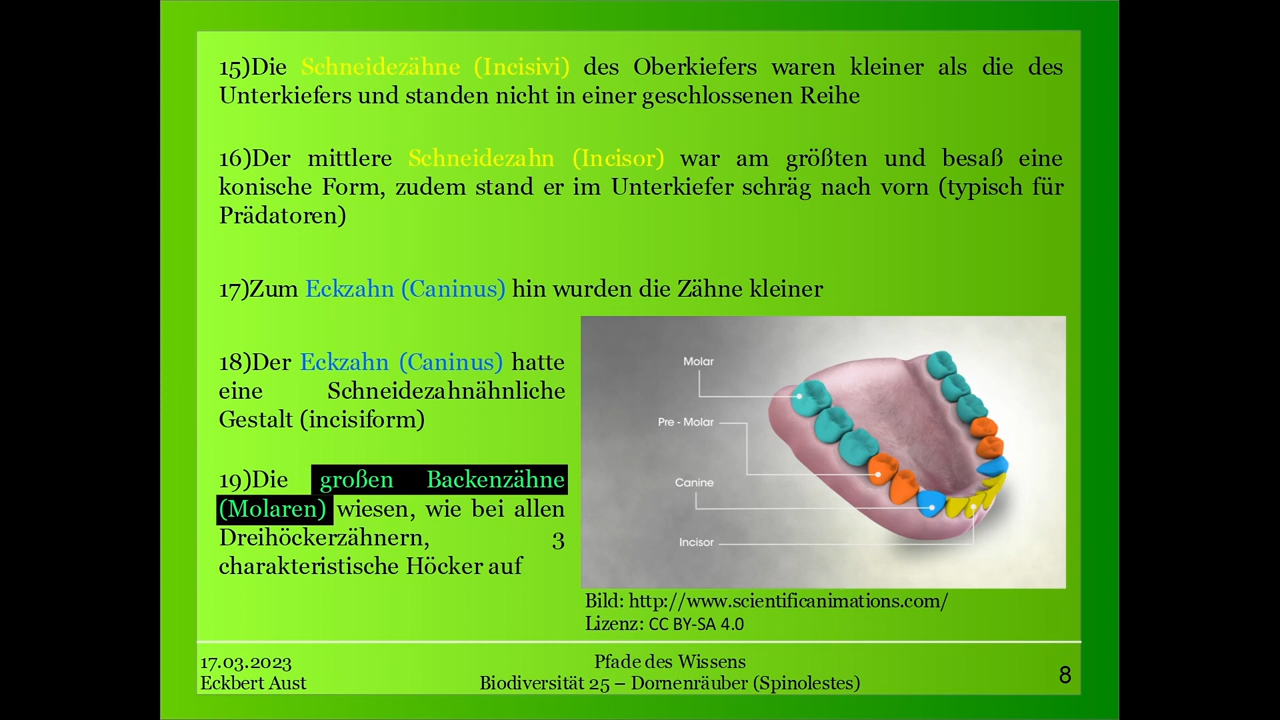 15)Die Schneidezähne (Incisivi) des Oberkiefers waren kleiner als die des
Unterkiefers und standen nicht in einer geschlossenen Reihe
16)Der mittlere Schneidezahn (Incisor) war am größten und besaß eine
konische Form, zudem stand er im Unterkiefer schräg nach vorn (typisch für
Prädatoren)
17)Zum Eckzahn (Caninus) hin wurden die Zähne kleiner
18)Der Eckzahn (Caninus) hatte
eine Schneidezahnähnliche
Gestalt (incisiform)
19)Die großen Backenzähne
(Molaren) wiesen, wie bei allen
Dreihöckerzähnern, 3
charakteristische Höcker auf
Molar
Pre - Molar
Canine
Incisor
Bild: http://www.scientificanimations.com/
Lizenz: CC BY-SA 4.0
17.03.2023
Eckbert Aust
Pfade des Wissens
Biodiversität 25 – Dornenräuber (Spinolestes)
8